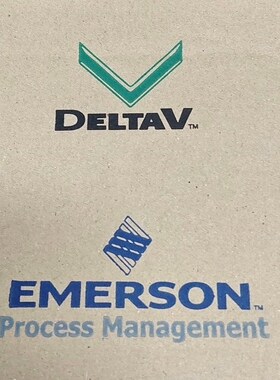 DELTAV™
EMERSON™
Process Management